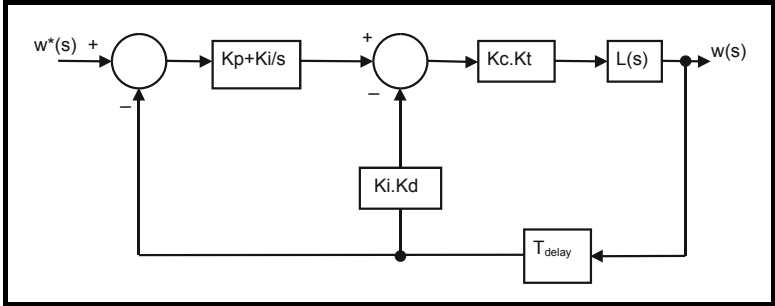 w*(s) +
Kp+Ki/s
+
Kc.Kt
L(s)
w(s)
–
–
Ki.Kd
Tdelay